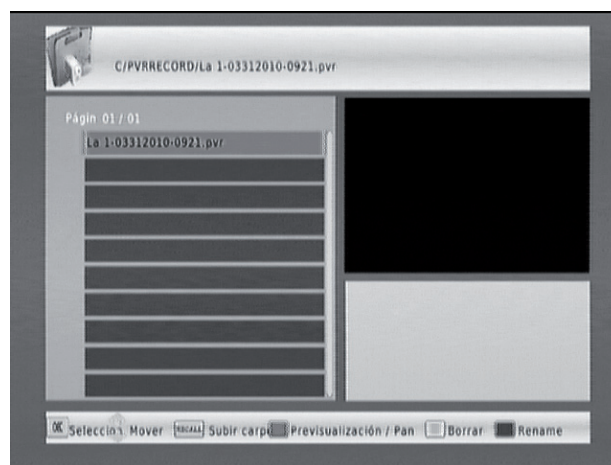 C/PVRRECORD/La 1-03312010-0921.pvr
Págin 01 / 01
La 1-03312010-0921.pvr
OK Seleccion Mover RECALL Subir carp Previsualización / Pan Borrar Rename